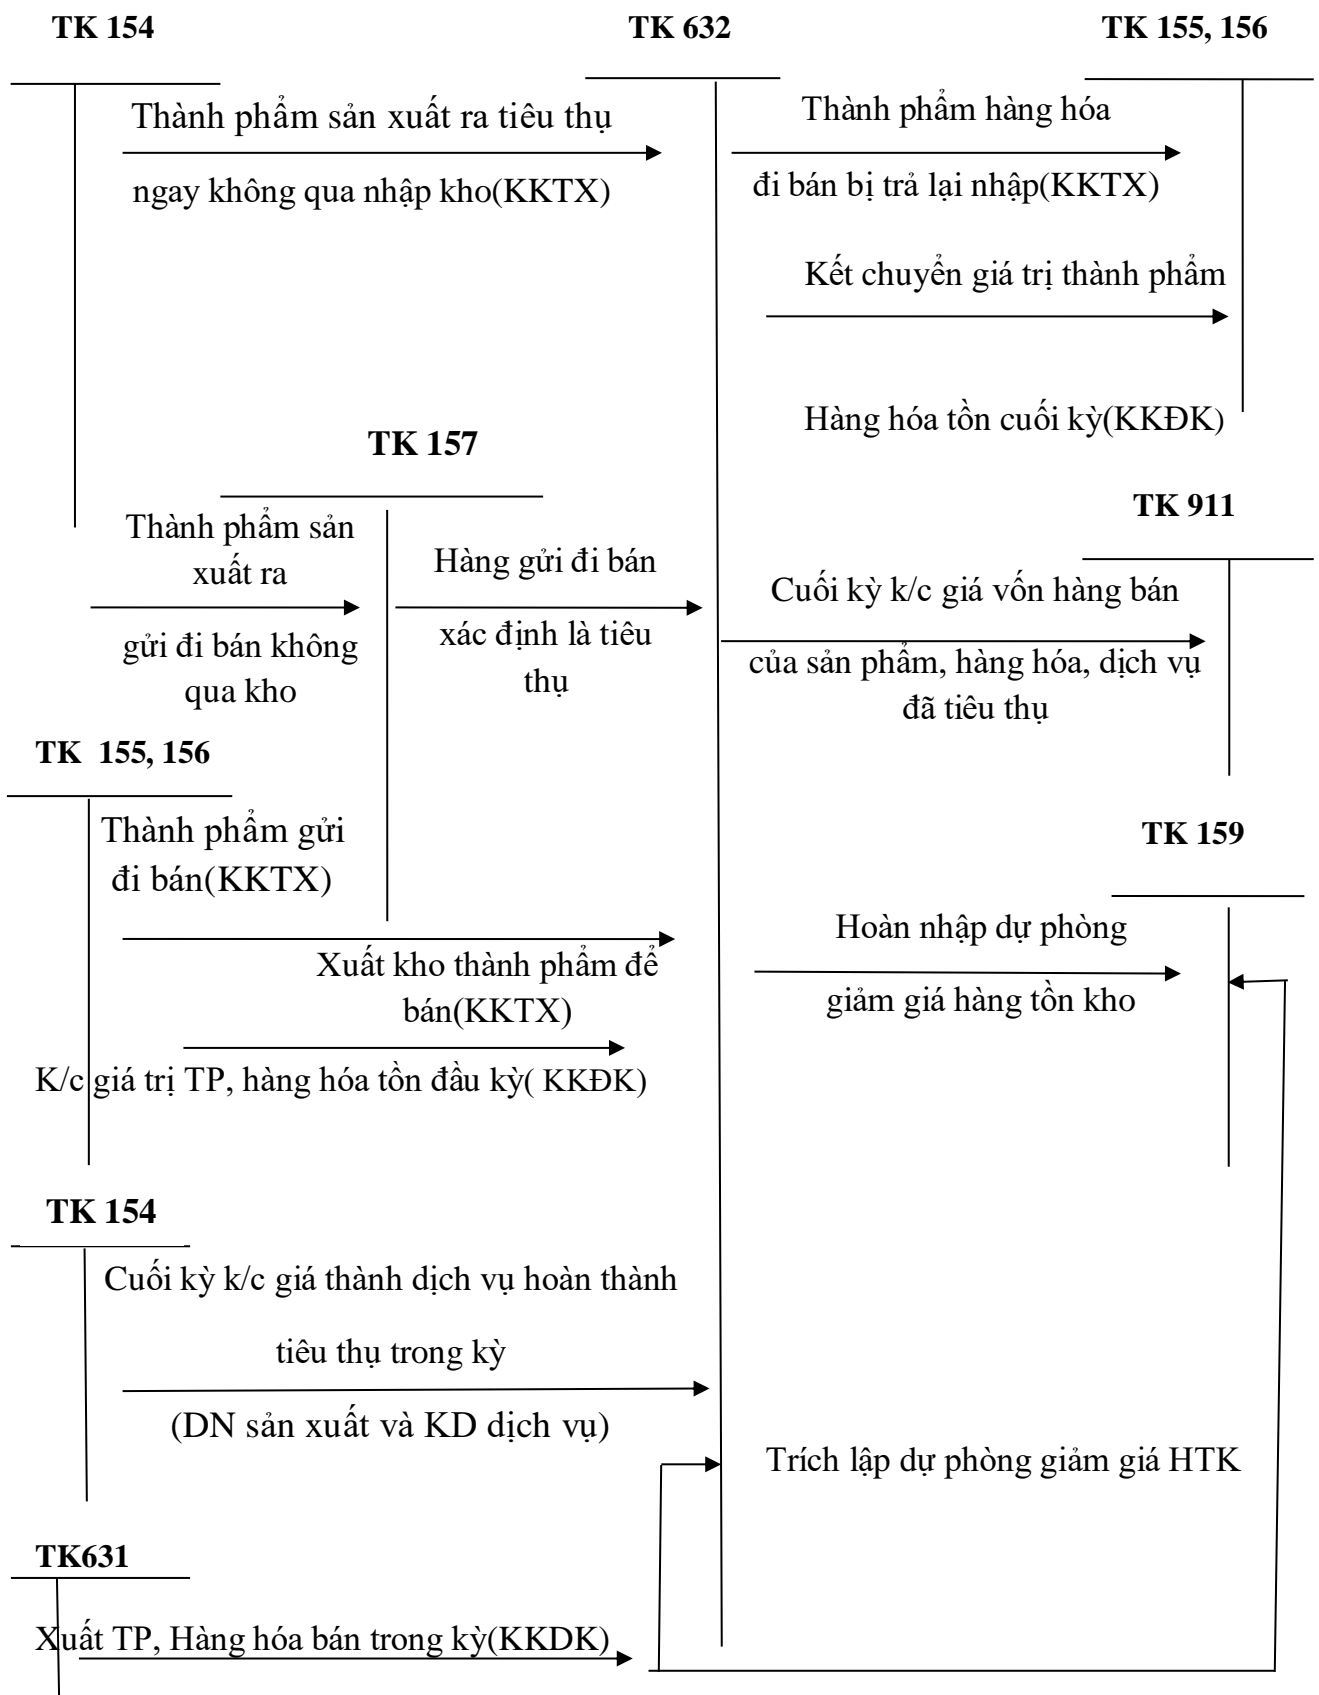 TK 154
TK 632
TK 155, 156
Thành phẩm sản xuất ra tiêu thụ
ngay không qua nhập kho(KKTX)
Thành phẩm hàng hóa
đi bán bị trả lại nhập(KKTX)
Kết chuyển giá trị thành phẩm
Hàng hóa tồn cuối kỳ(KKĐK)
TK 157
TK 911
Thành phẩm sản
xuất ra
gửi đi bán không
qua kho
Hàng gửi đi bán
xác định là tiêu
thụ
Cuối kỳ k/c giá vốn hàng bán
của sản phẩm, hàng hóa, dịch vụ
đã tiêu thụ
TK 155, 156
Thành phẩm gửi
đi bán(KKTX)
TK 159
Xuất kho thành phẩm để
bán(KKTX)
Hoàn nhập dự phòng
giảm giá hàng tồn kho
K/c giá trị TP, hàng hóa tồn đầu kỳ( KKĐK)
TK 154
Cuối kỳ k/c giá thành dịch vụ hoàn thành
tiêu thụ trong kỳ
(DN sản xuất và KD dịch vụ)
Trích lập dự phòng giảm giá HTK
TK631
Xuất TP, Hàng hóa bán trong kỳ(KKDK)